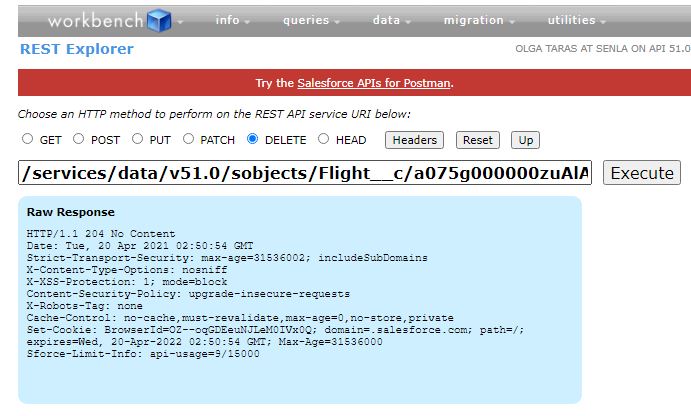 workbench info queries data migration utilities
REST Explorer OLGA TARAS AT SENLA ON API 51.0
Try the Salesforce APIs for Postman.
Choose an HTTP method to perform on the REST API service URI below:
GET POST PUT PATCH DELETE HEAD Headers Reset Up
/services/data/v51.0/sobjects/Flight__c/a075g000000zuAlA Execute
Raw Response
HTTP/1.1 204 No Content
Date: Tue, 20 Apr 2021 02:50:54 GMT
Strict-Transport-Security: max-age=31536002; includeSubDomains
X-Content-Type-Options: nosniff
X-XSS-Protection: 1; mode=block
Content-Security-Policy: upgrade-insecure-requests
X-Robots-Tag: none
Cache-Control: no-cache,must-revalidate,max-age=0,no-store,private
Set-Cookie: BrowserId=OZ--oqGDEeuNJLeM0IVx0Q; domain=.salesforce.com; path=/;
expires=Wed, 20-Apr-2022 02:50:54 GMT; Max-Age=31536000
Sforce-Limit-Info: api-usage=9/15000